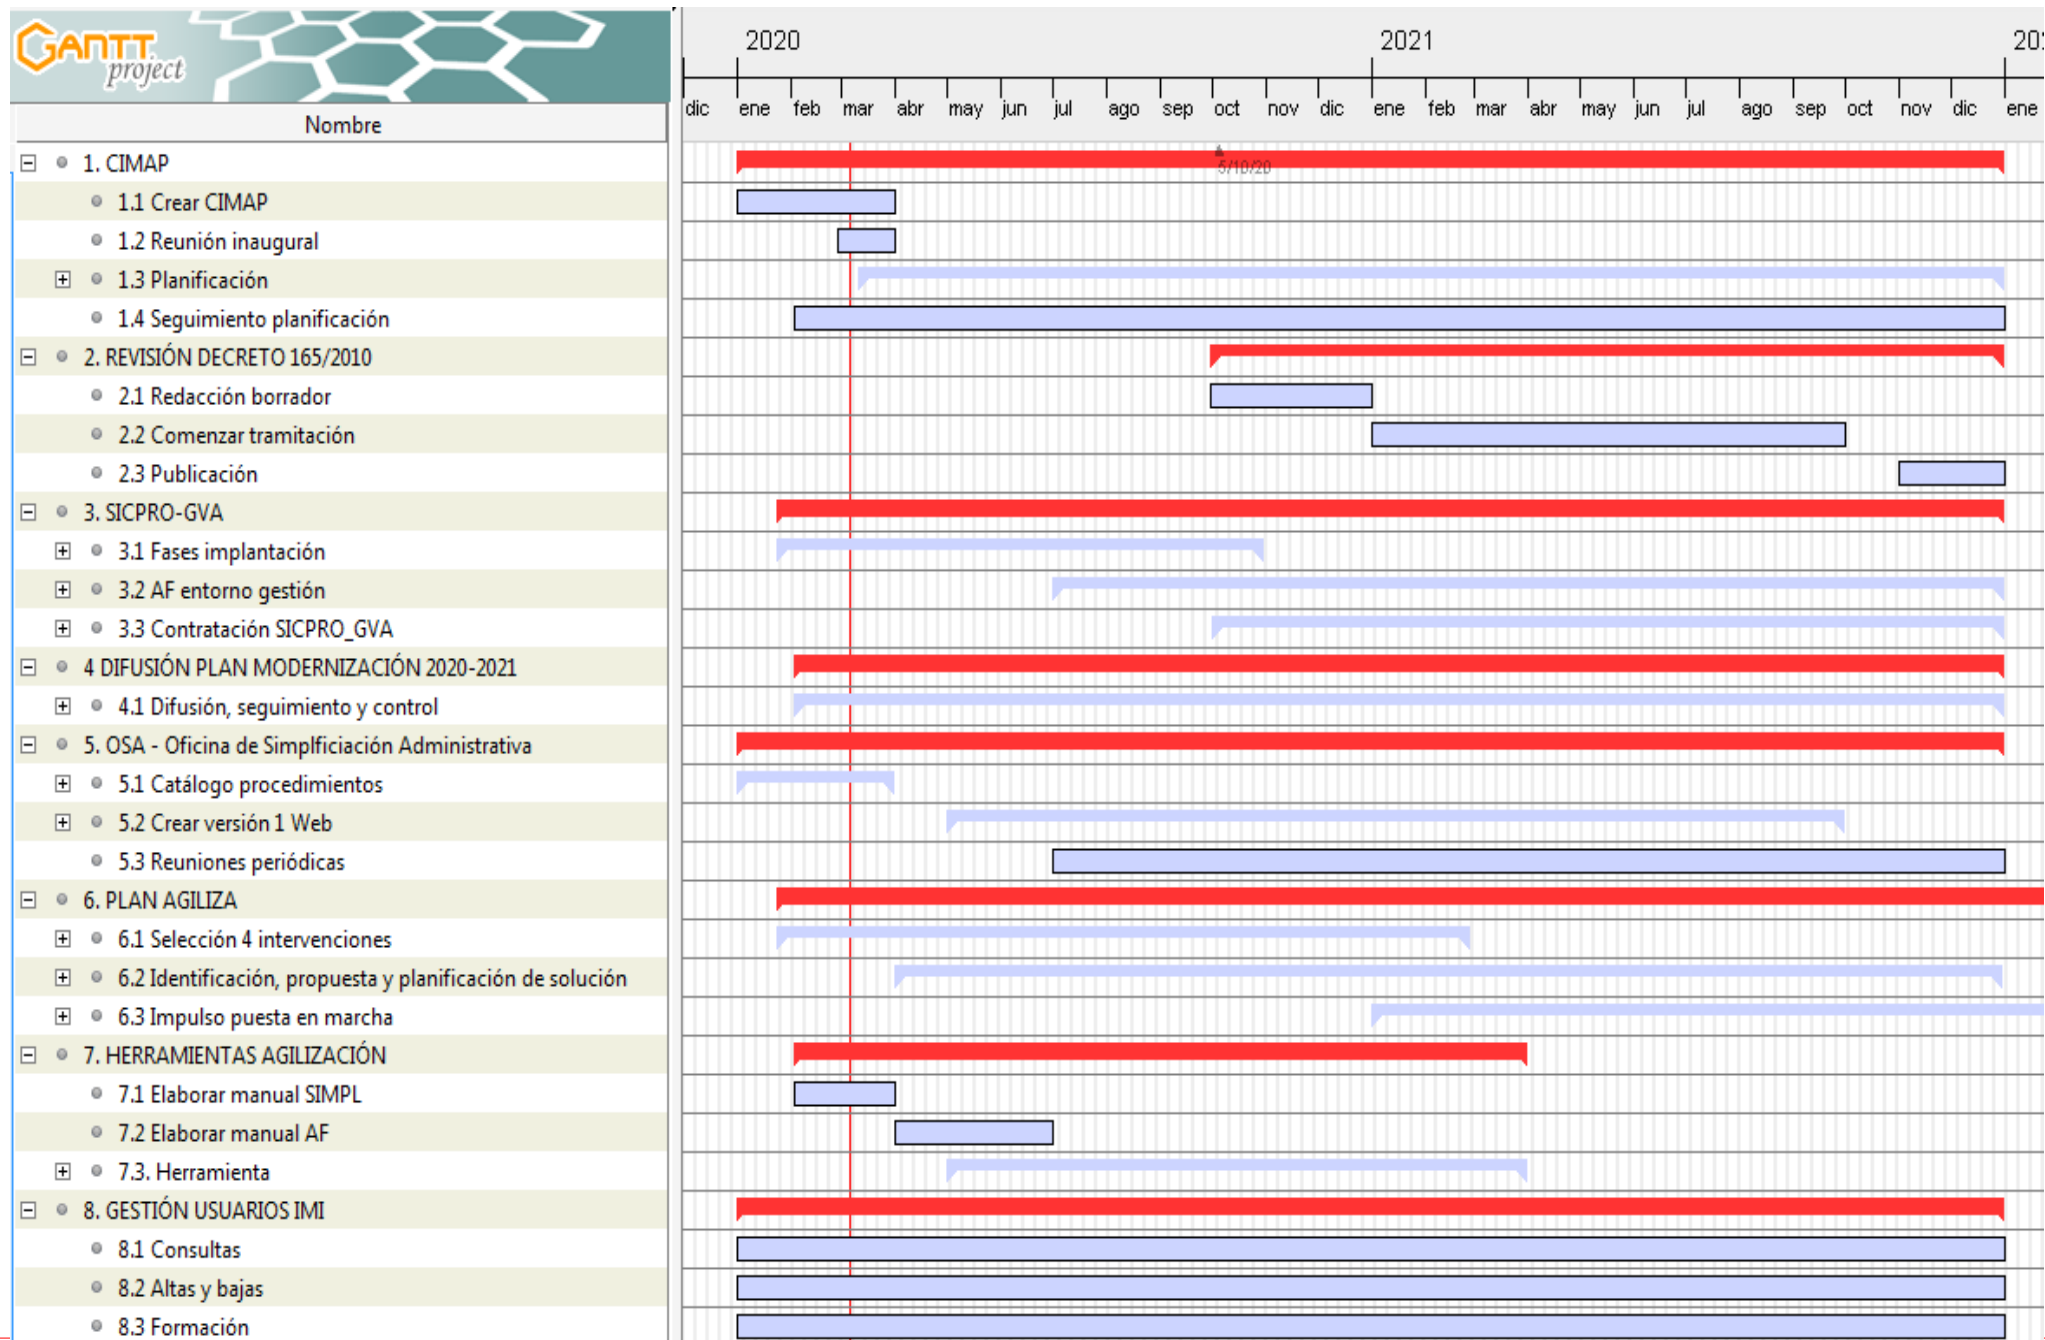 GANTT
project
2020 2021 20
dic ene feb mar abr may jun jul ago sep oct nov dic ene feb mar abr may jun jul ago sep oct nov dic ene
Nombre
1. CIMAP
5/10/20
1.1 Crear CIMAP
1.2 Reunión inaugural
1.3 Planificación
1.4 Seguimiento planificación
2. REVISIÓN DECRETO 165/2010
2.1 Redacción borrador
2.2 Comenzar tramitación
2.3 Publicación
3. SICPRO-GVA
3.1 Fases implantación
3.2 AF entorno gestión
3.3 Contratación SICPRO_GVA
4 DIFUSIÓN PLAN MODERNIZACIÓN 2020-2021
4.1 Difusión, seguimiento y control
5. OSA - Oficina de Simplficiación Administrativa
5.1 Catálogo procedimientos
5.2 Crear versión 1 Web
5.3 Reuniones periódicas
6. PLAN AGILIZA
6.1 Selección 4 intervenciones
6.2 Identificación, propuesta y planificación de solución
6.3 Impulso puesta en marcha
7. HERRAMIENTAS AGILIZACIÓN
7.1 Elaborar manual SIMPL
7.2 Elaborar manual AF
7.3. Herramienta
8. GESTIÓN USUARIOS IMI
8.1 Consultas
8.2 Altas y bajas
8.3 Formación